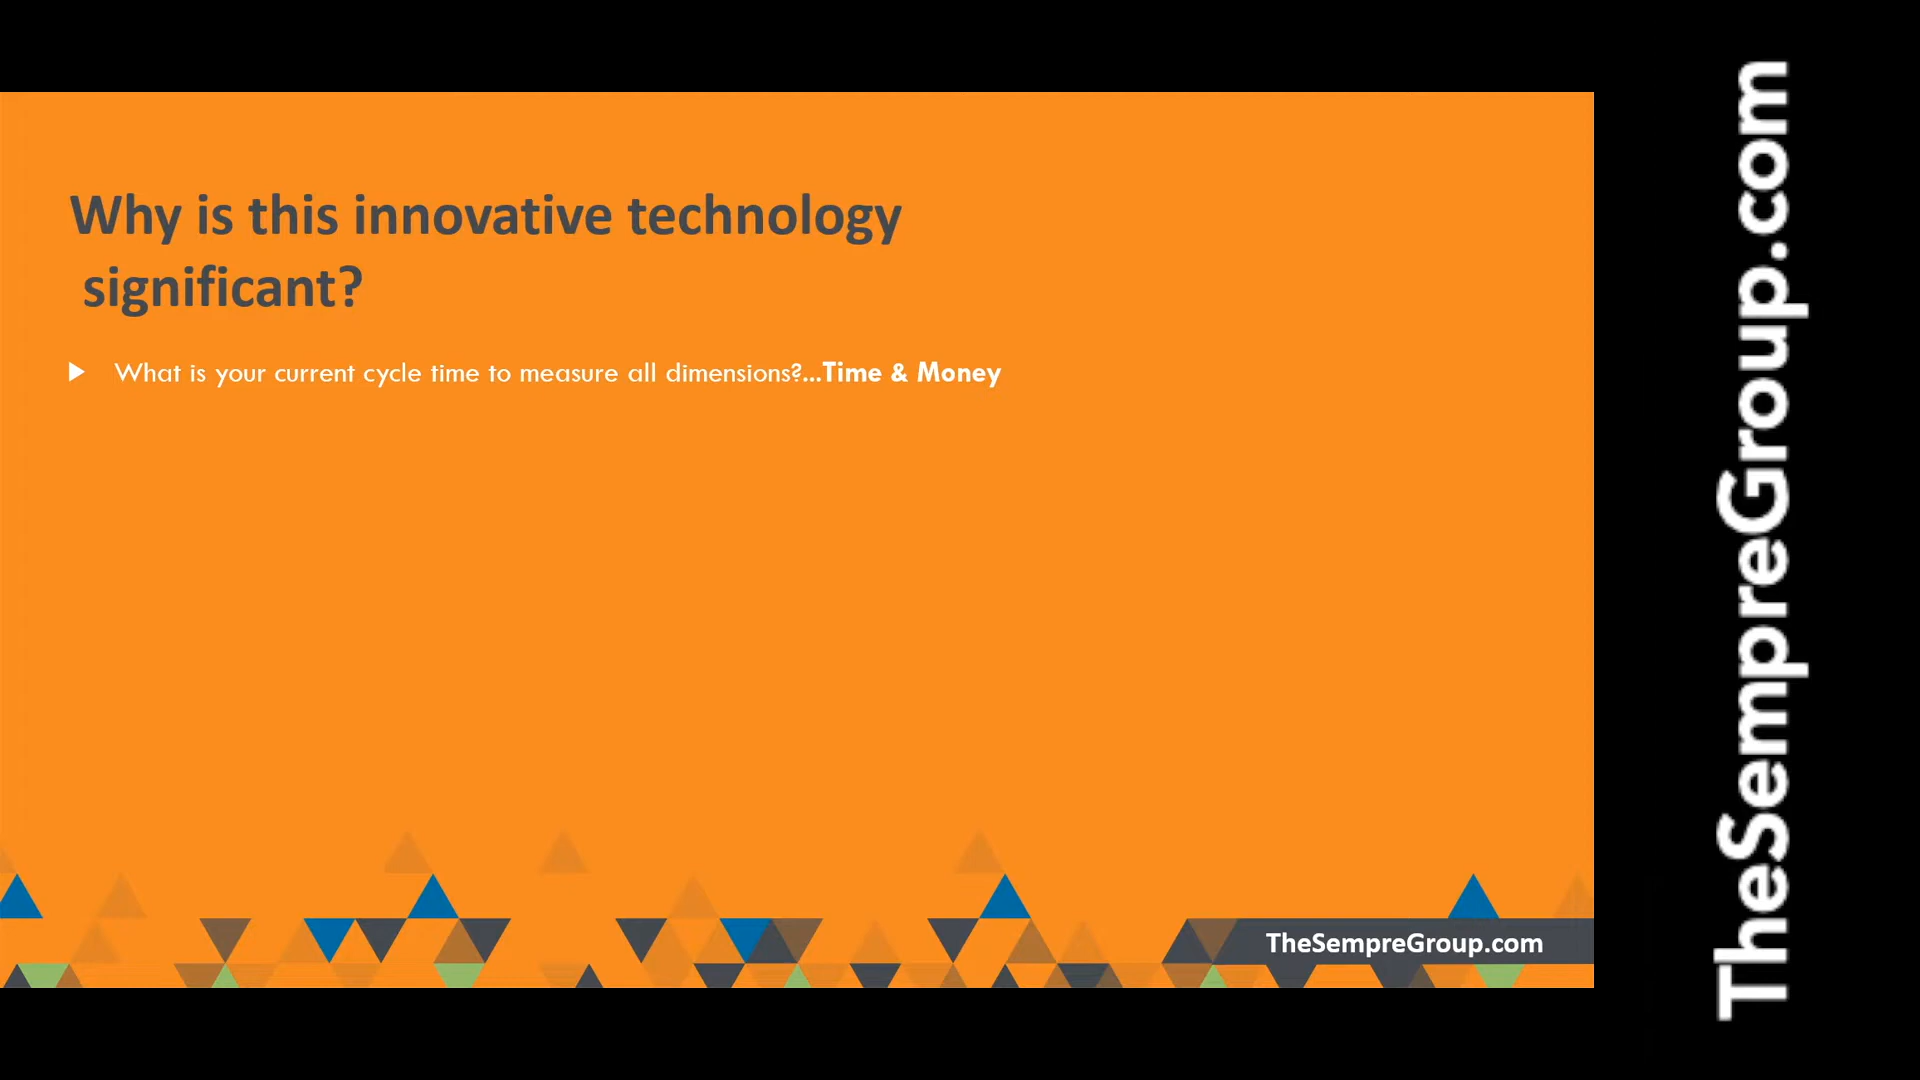 Why is this innovative technology
significant?
What is your current cycle time to measure all dimensions?...Time & Money
TheSempreGroup.com
TheSempreGroup.com